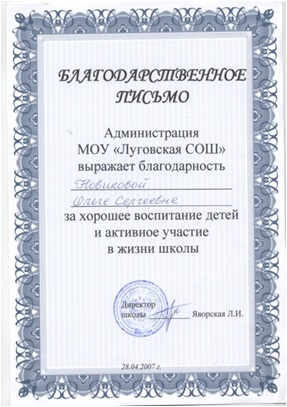 БЛАГОДАРСТВЕННОЕ
ПИСЬМО
Администрация
МОУ «Луговская СОШ»
выражает благодарность
Новиковой
Ольге Сергеевне
за хорошее воспитание детей
и активное участие
в жизни школы
Директор
школы Яворская Л.И.
28.04.2007 г.